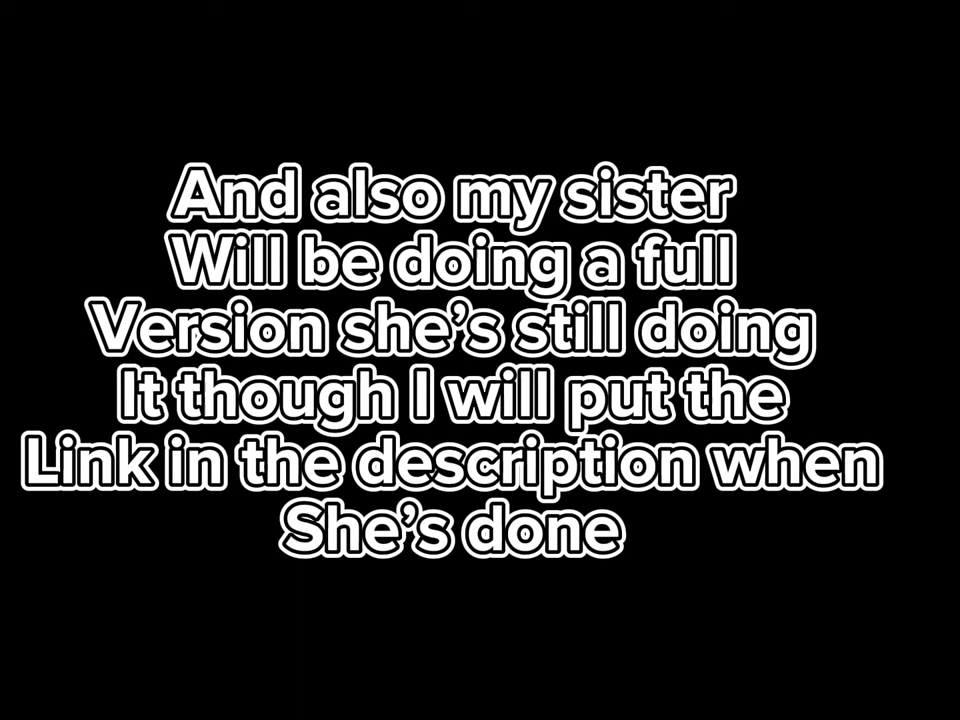 And also my sister
Will be doing a full
Version she’s still doing
It though I will put the
Link in the description when
She’s done